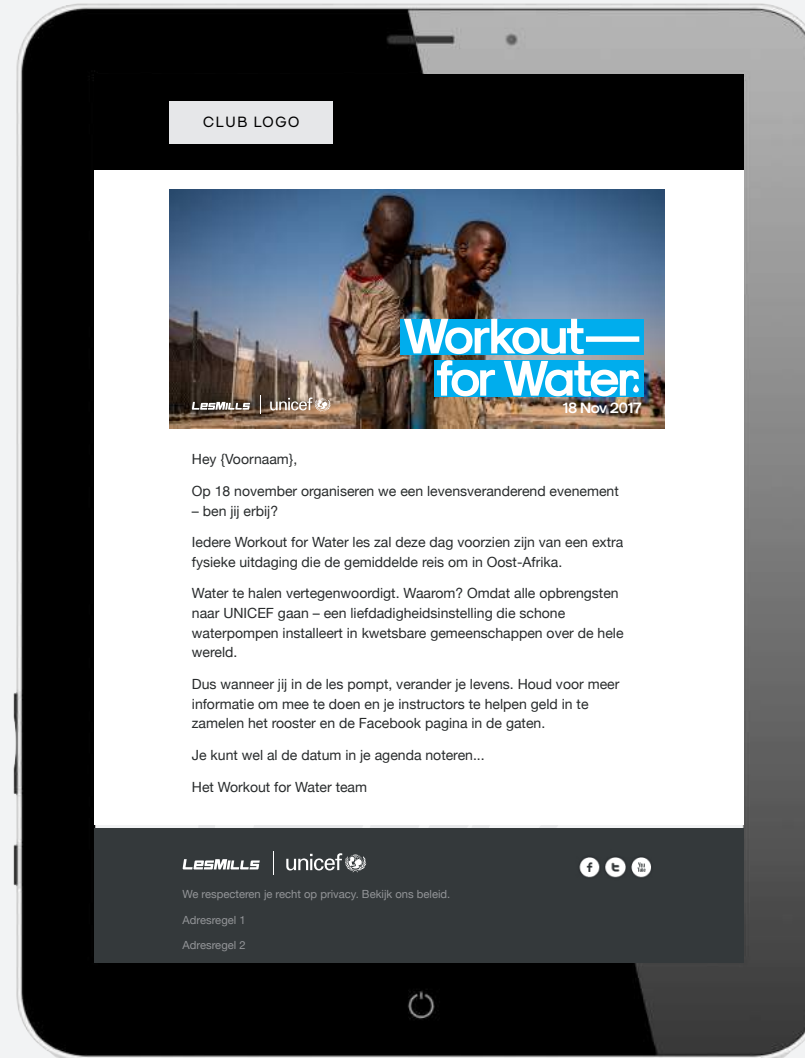 CLUB LOGO
Workout—
for Water.
18 Nov 2017
LesMills | unicef
Hey {Voornaam},
Op 18 november organiseren we een levensveranderend evenement
– ben jij erbij?
Iedere Workout for Water les zal deze dag voorzien zijn van een extra
fysieke uitdaging die de gemiddelde reis om in Oost-Afrika.
Water te halen vertegenwoordigt. Waarom? Omdat alle opbrengsten
naar UNICEF gaan – een liefdadigheidsinstelling die schone
waterpompen installeert in kwetsbare gemeenschappen over de hele
wereld.
Dus wanneer jij in de les pompt, verander je levens. Houd voor meer
informatie om mee te doen en je instructors te helpen geld in te
zamelen het rooster en de Facebook pagina in de gaten.
Je kunt wel al de datum in je agenda noteren...
Het Workout for Water team
LesMills | unicef
You Tube
We respecteren je recht op privacy. Bekijk ons beleid.
Adresregel 1
Adresregel 2